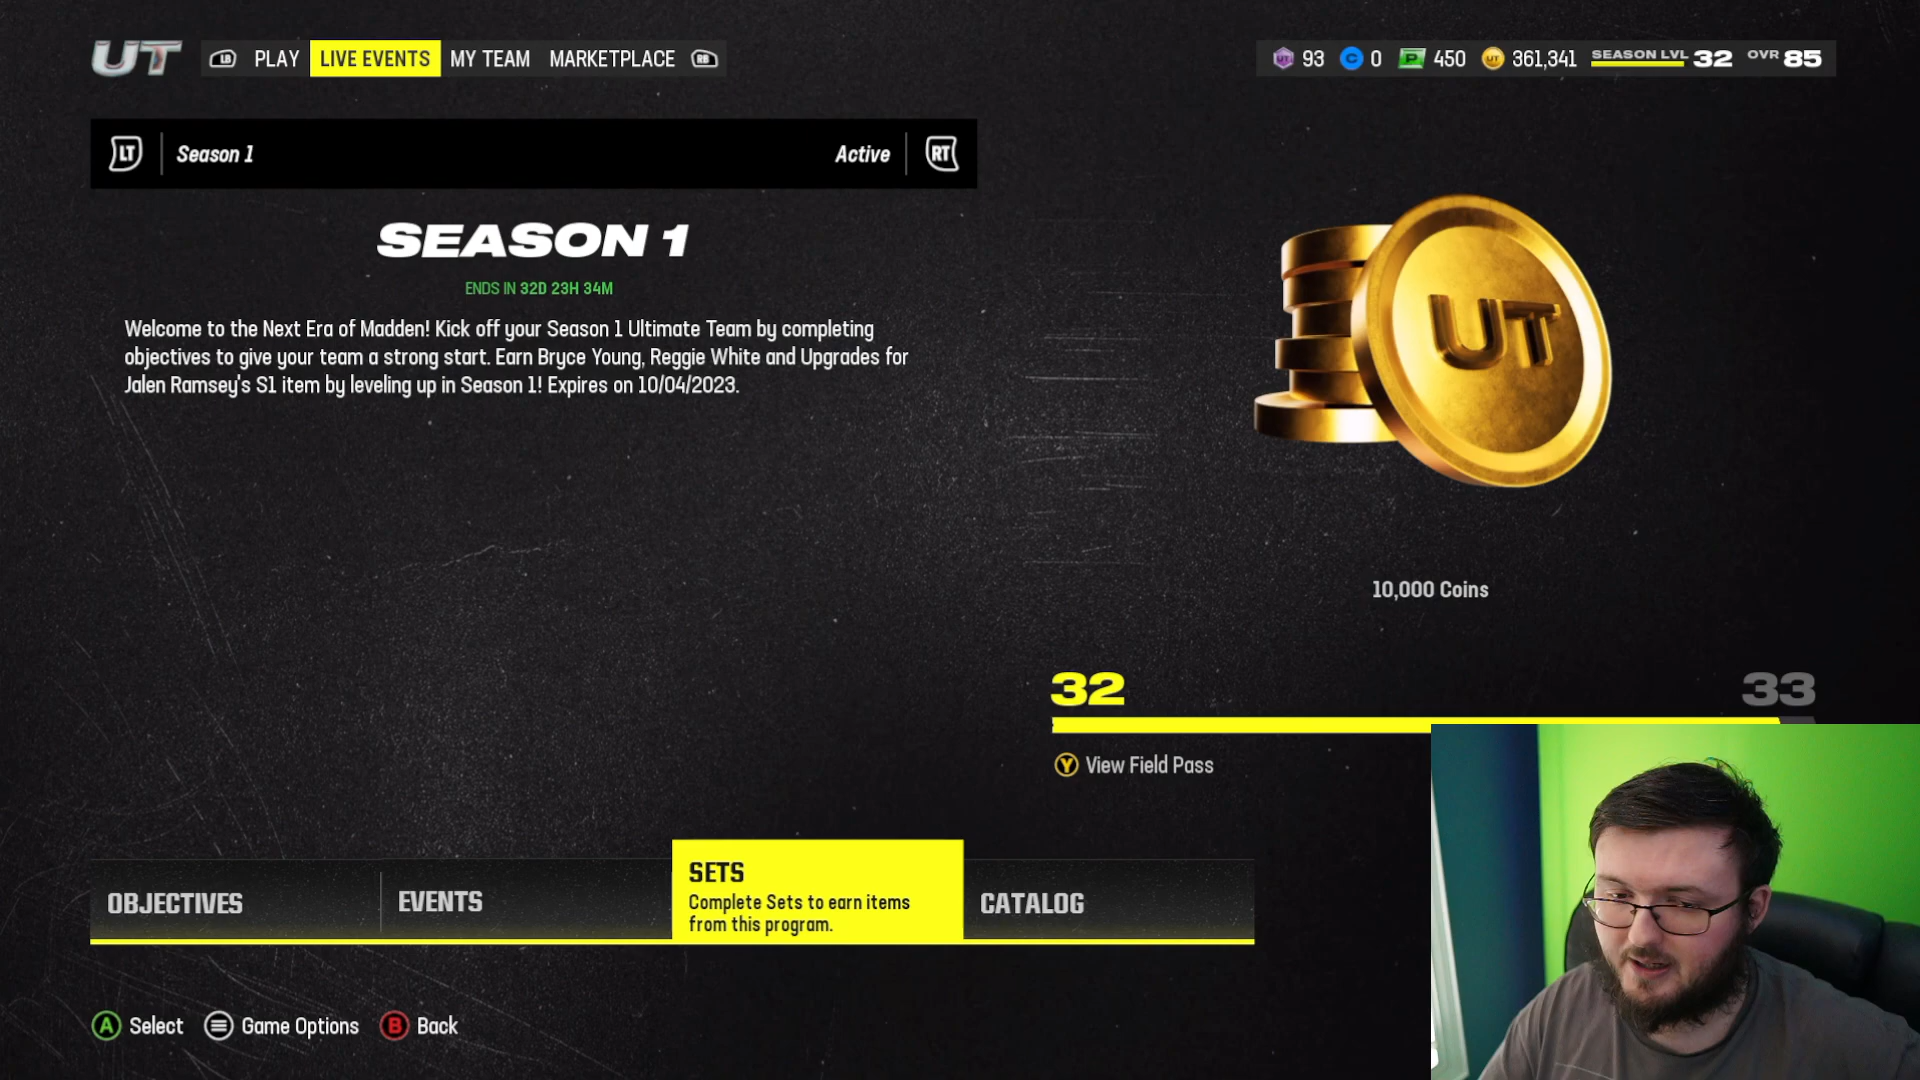 UT LB PLAY LIVE EVENTS MY TEAM MARKETPLACE RB
93 C 0 P 450 UT 361,341 SEASON LVL 32 OVR 85
LT Season 1 Active RT
SEASON 1
ENDS IN 32D 23H 34M
Welcome to the Next Era of Madden! Kick off your Season 1 Ultimate Team by completing
objectives to give your team a strong start. Earn Bryce Young, Reggie White and Upgrades for
Jalen Ramsey's S1 item by leveling up in Season 1! Expires on 10/04/2023.
UT
10,000 Coins
32 33
Y View Field Pass
OBJECTIVES
EVENTS
SETS
Complete Sets to earn items
from this program.
CATALOG
A Select Game Options B Back